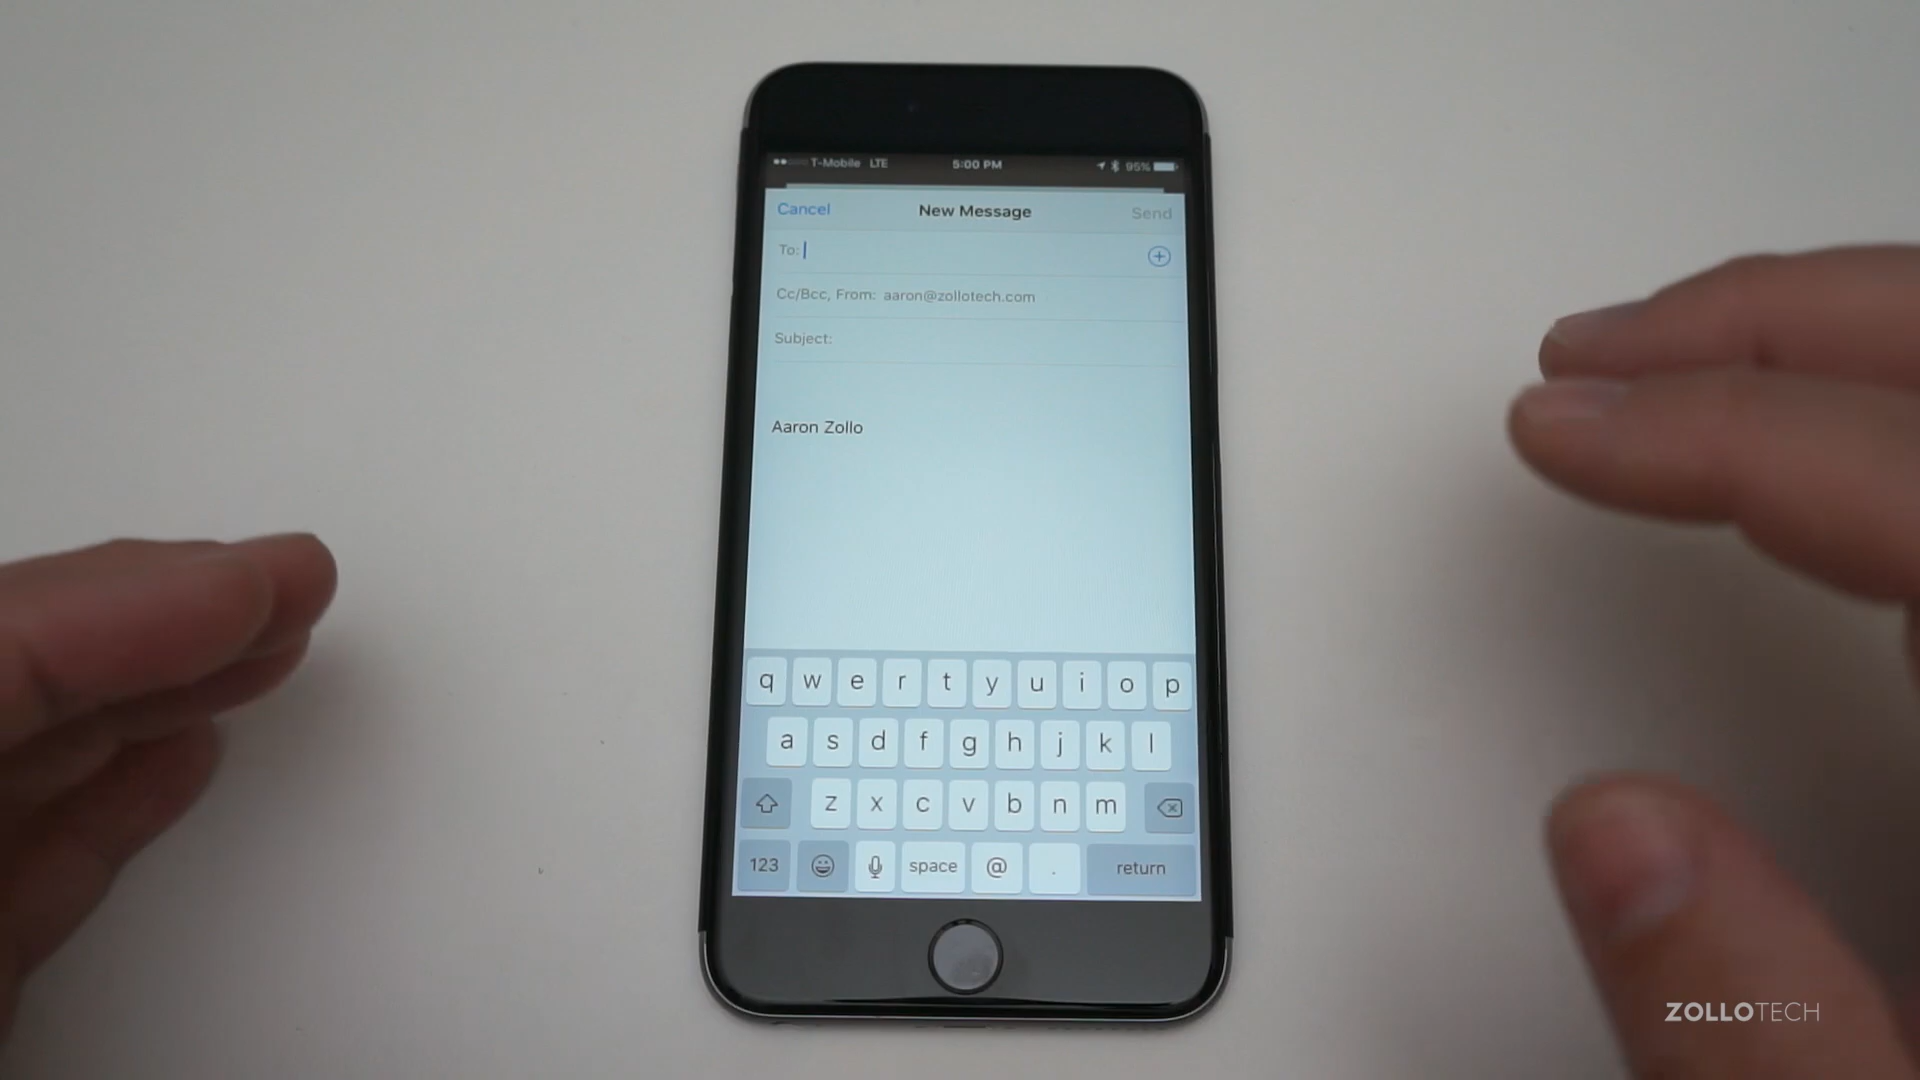 T-Mobile LTE 5:00 PM 95%
Cancel New Message Send
To:
Cc/Bcc, From: aaron@zollotech.com
Subject:
Aaron Zollo
q w e r t y u i o p
a s d f g h j k l
z x c v b n m
123 space @ . return
ZOLLOTECH